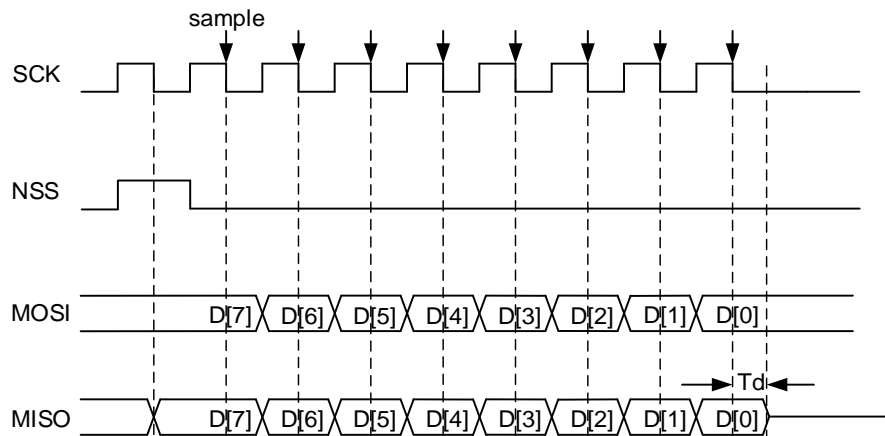 sample
SCK
NSS
MOSI D[7] D[6] D[5] D[4] D[3] D[2] D[1] D[0]
Td
MISO D[7] D[6] D[5] D[4] D[3] D[2] D[1] D[0]